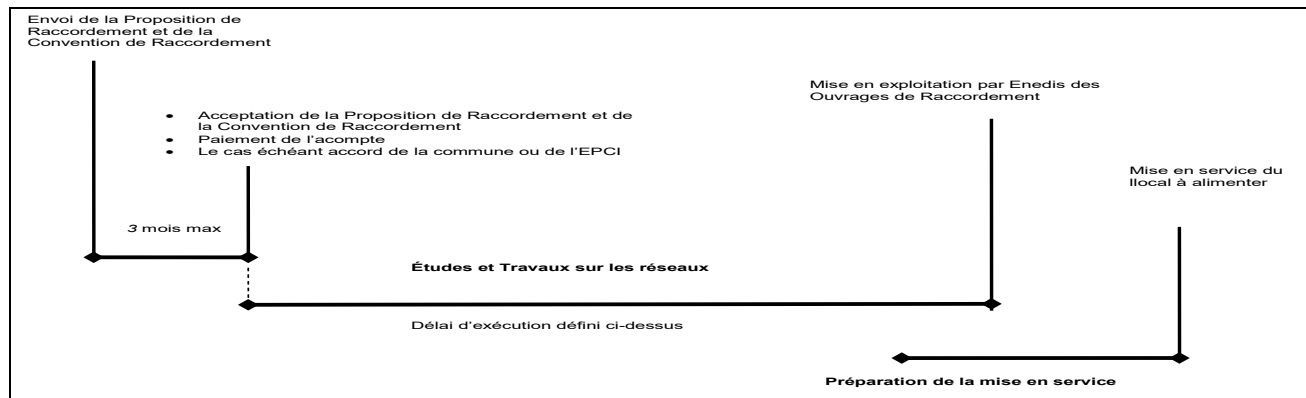 Envoi de la Proposition de
Raccordement et de la
Convention de Raccordement
Mise en exploitation par Enedis des
Ouvrages de Raccordement
• Acceptation de la Proposition de Raccordement et de
la Convention de Raccordement
• Paiement de l'acompte
• Le cas échéant accord de la commune ou de l'EPCI
Mise en service du
llocal à alimenter
3 mois max
Études et Travaux sur les réseaux
Délai d'exécution défini ci-dessus
Préparation de la mise en service